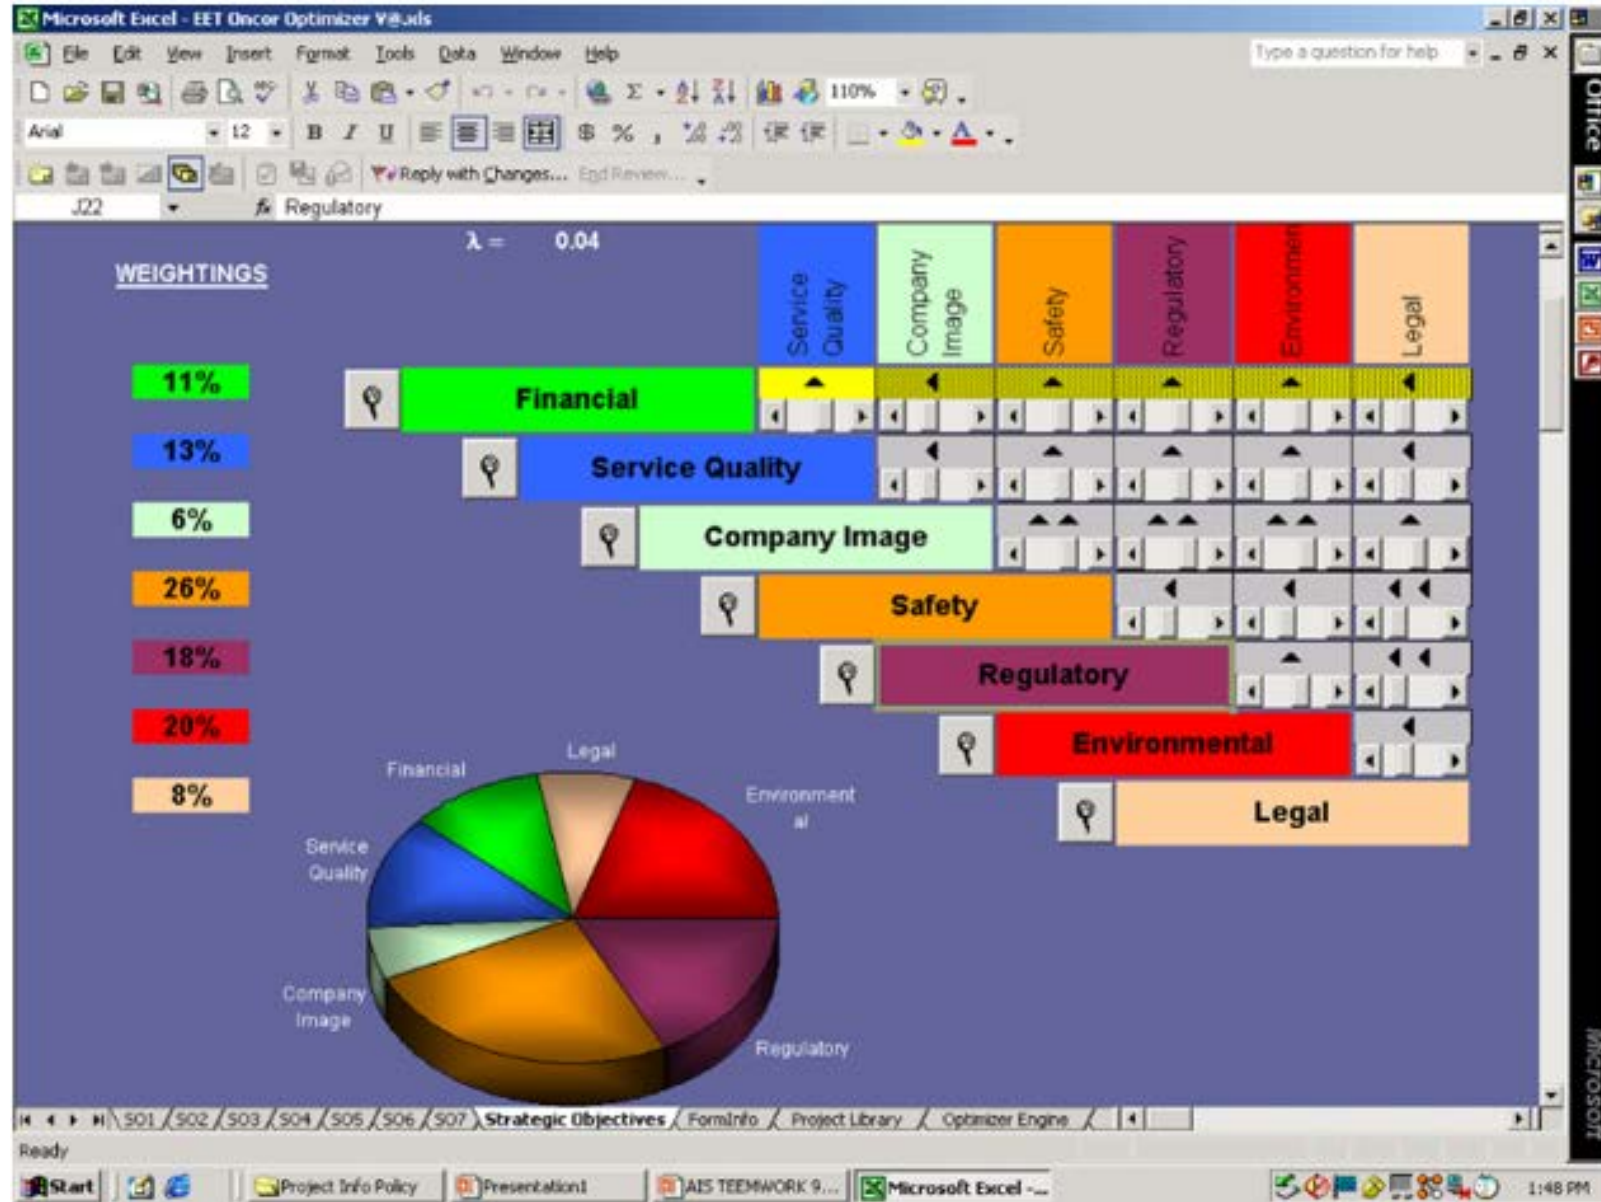 Microsoft Excel - EET Oncor Optimizer V@.xls
File Edit View Insert Format Tools Data Window Help
Type a question for help
110%
Arial 12 B I U $ % ,
Reply with Changes... End Review...
J22 fx Regulatory
λ = 0.04
WEIGHTINGS
Service Quality
Company Image
Safety
Regulatory
Environmen
Legal
11% Financial
13% Service Quality
6% Company Image
26% Safety
18% Regulatory
20% Environmental
8% Legal
Legal
Financial
Environment
al
Service
Quality
Company
Image
Regulatory
SO1 SO2 SO3 SO4 SO5 SO6 SO7 Strategic Objectives FormInfo Project Library Optimizer Engine
Ready
Start Project Info Policy Presentation1 AIS TEEMWORK 9... Microsoft Excel -... 1:48 PM
Office
Microsoft